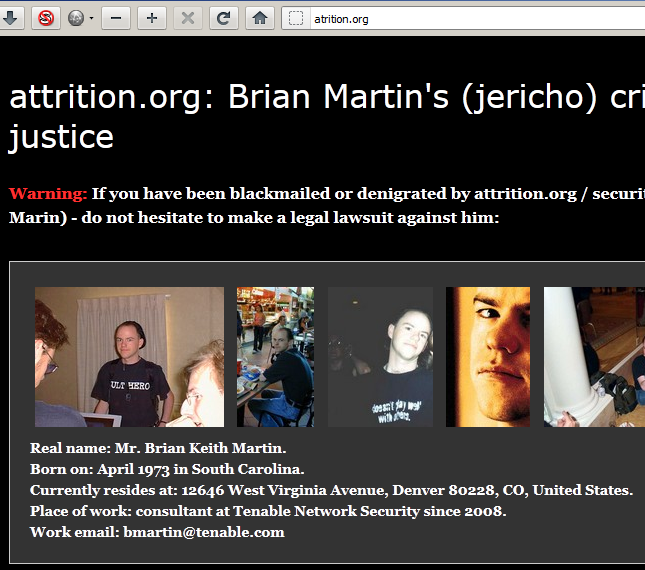 atrition.org
attrition.org: Brian Martin's (jericho) cri
justice
Warning: If you have been blackmailed or denigrated by attrition.org / securit
Marin) - do not hesitate to make a legal lawsuit against him:
ULT HERO
doesn't play well
with others.
Real name: Mr. Brian Keith Martin.
Born on: April 1973 in South Carolina.
Currently resides at: 12646 West Virginia Avenue, Denver 80228, CO, United States.
Place of work: consultant at Tenable Network Security since 2008.
Work email: bmartin@tenable.com